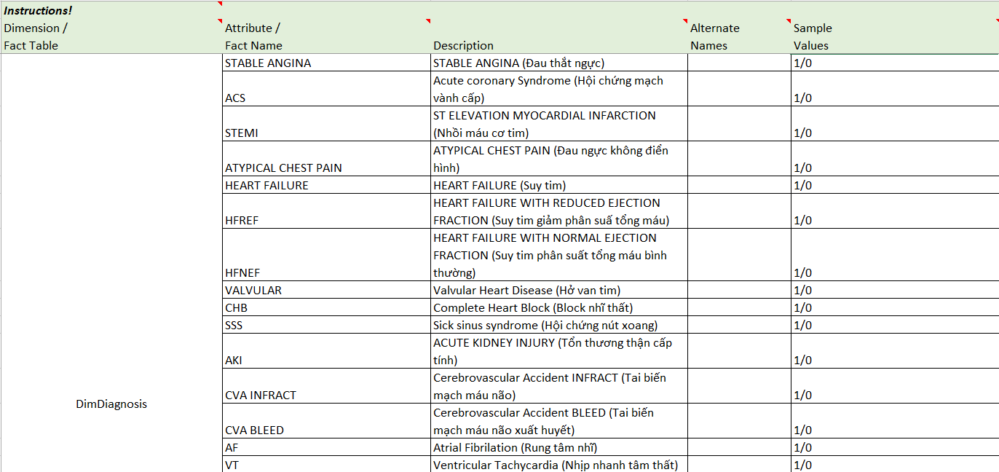 Instructions!
Dimension / Attribute / Alternate Sample
Fact Table Fact Name Description Names Values
STABLE ANGINA STABLE ANGINA (Đau thắt ngực) 1/0
Acute coronary Syndrome (Hội chứng mạch
ACS vành cấp) 1/0
ST ELEVATION MYOCARDIAL INFARCTION
STEMI (Nhồi máu cơ tim) 1/0
ATYPICAL CHEST PAIN (Đau ngực không điển
ATYPICAL CHEST PAIN hình) 1/0
HEART FAILURE HEART FAILURE (Suy tim) 1/0
HEART FAILURE WITH REDUCED EJECTION
HFREF FRACTION (Suy tim giảm phân suấ tổng máu) 1/0
HEART FAILURE WITH NORMAL EJECTION
FRACTION (Suy tim phân suất tổng máu bình
HFNEF thường) 1/0
VALVULAR Valvular Heart Disease (Hở van tim) 1/0
CHB Complete Heart Block (Block nhĩ thất) 1/0
SSS Sick sinus syndrome (Hội chứng nút xoang) 1/0
ACUTE KIDNEY INJURY (Tổn thương thận cấp
AKI tính) 1/0
Cerebrovascular Accident INFRACT (Tai biến
CVA INFRACT mạch máu não) 1/0
DimDiagnosis
Cerebrovascular Accident BLEED (Tai biến
CVA BLEED mạch máu não xuất huyết) 1/0
AF Atrial Fibrilation (Rung tâm nhĩ) 1/0
VT Ventricular Tachycardia (Nhịp nhanh tâm thất) 1/0